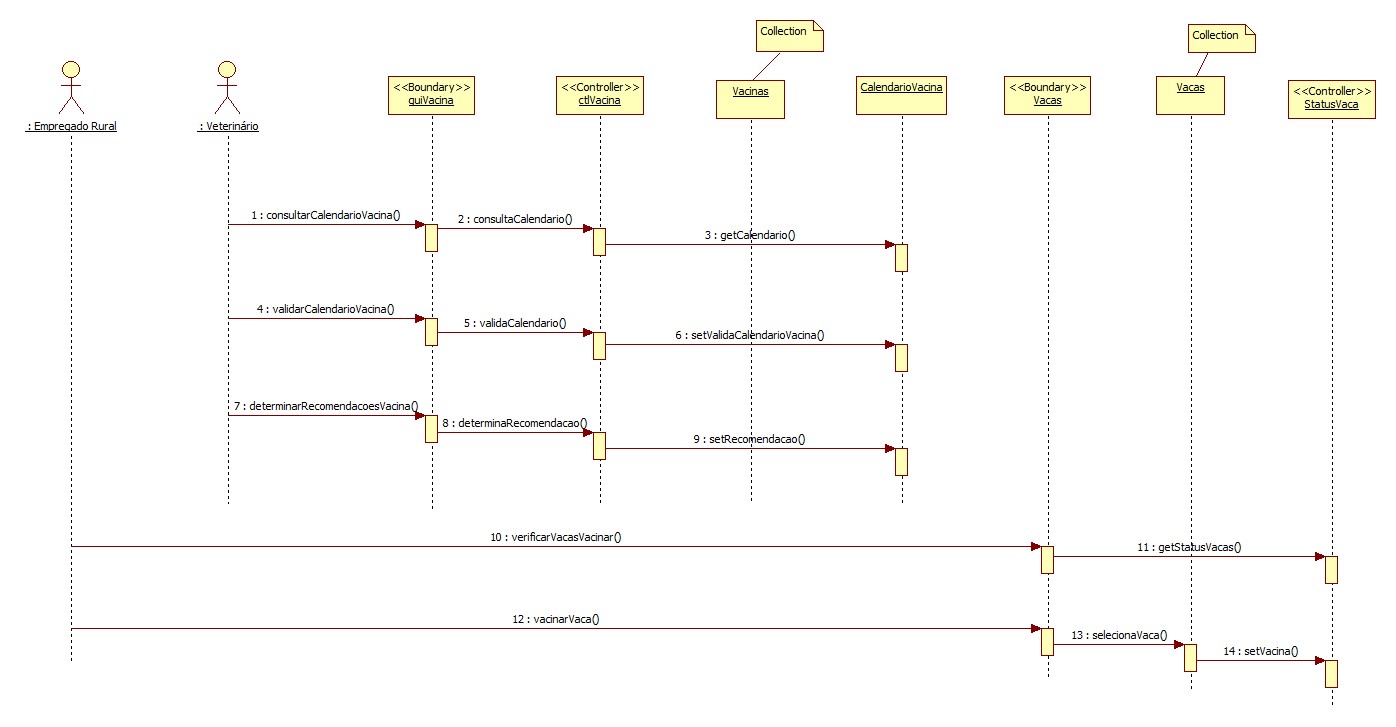 Collection
Collection
<<Boundary>>
guiVacina
<<Controller>>
ctlVacina
Vacinas
CalendarioVacina
<<Boundary>>
Vacas
Vacas
<<Controller>>
StatusVaca
: Empregado Rural
: Veterinário
1 : consultarCalendarioVacina()
2 : consultaCalendario()
3 : getCalendario()
4 : validarCalendarioVacina()
5 : validaCalendario()
6 : setValidaCalendarioVacina()
7 : determinarRecomendacoesVacina()
8 : determinaRecomendacao()
9 : setRecomendacao()
10 : verificarVacasVacinar()
11 : getStatusVacas()
12 : vacinarVaca()
13 : selecionaVaca()
14 : setVacina()